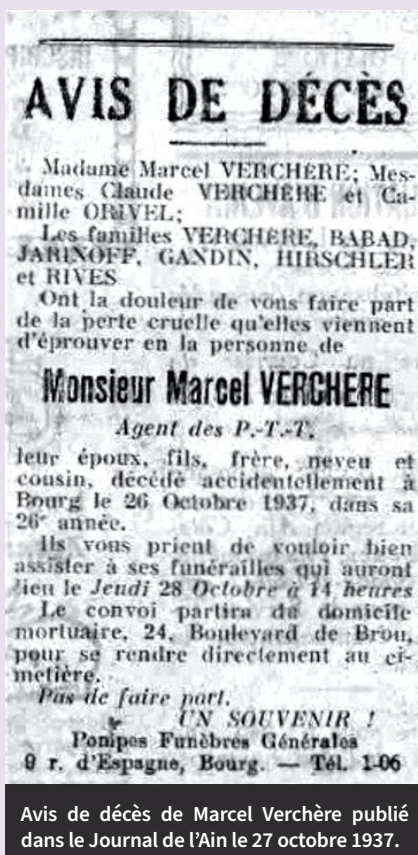 AVIS DE DÉCÈS
Madame Marcel VERCHÈRE; Mes-
dames Claude VERCHÈRE et Ca-
mille ORIVEL;
Les familles VERCHÈRE, BABAD,
JARINOFF, GANDIN, HIRSCHLER
et RIVES
Ont la douleur de vous faire part
de la perte cruelle qu'elles viennent
d'éprouver en la personne de
Monsieur Marcel VERCHERE
Agent des P.-T.-T.
leur époux, fils, frère, neveu et
cousin, décédé accidentellement à
Bourg le 26 Octobre 1937, dans sa
26e année.
Ils vous prient de vouloir bien
assister à ses funérailles qui auront
lieu le Jeudi 28 Octobre à 14 heures
Le convoi partira du domicile
mortuaire, 24, Boulevard de Brou,
pour se rendre directement au ci-
metière.
Pas de faire part.
UN SOUVENIR !
Pompes Funèbres Générales
9 r. d'Espagne, Bourg. — Tél. 1-06
Avis de décès de Marcel Verchère publié
dans le Journal de l'Ain le 27 octobre 1937.